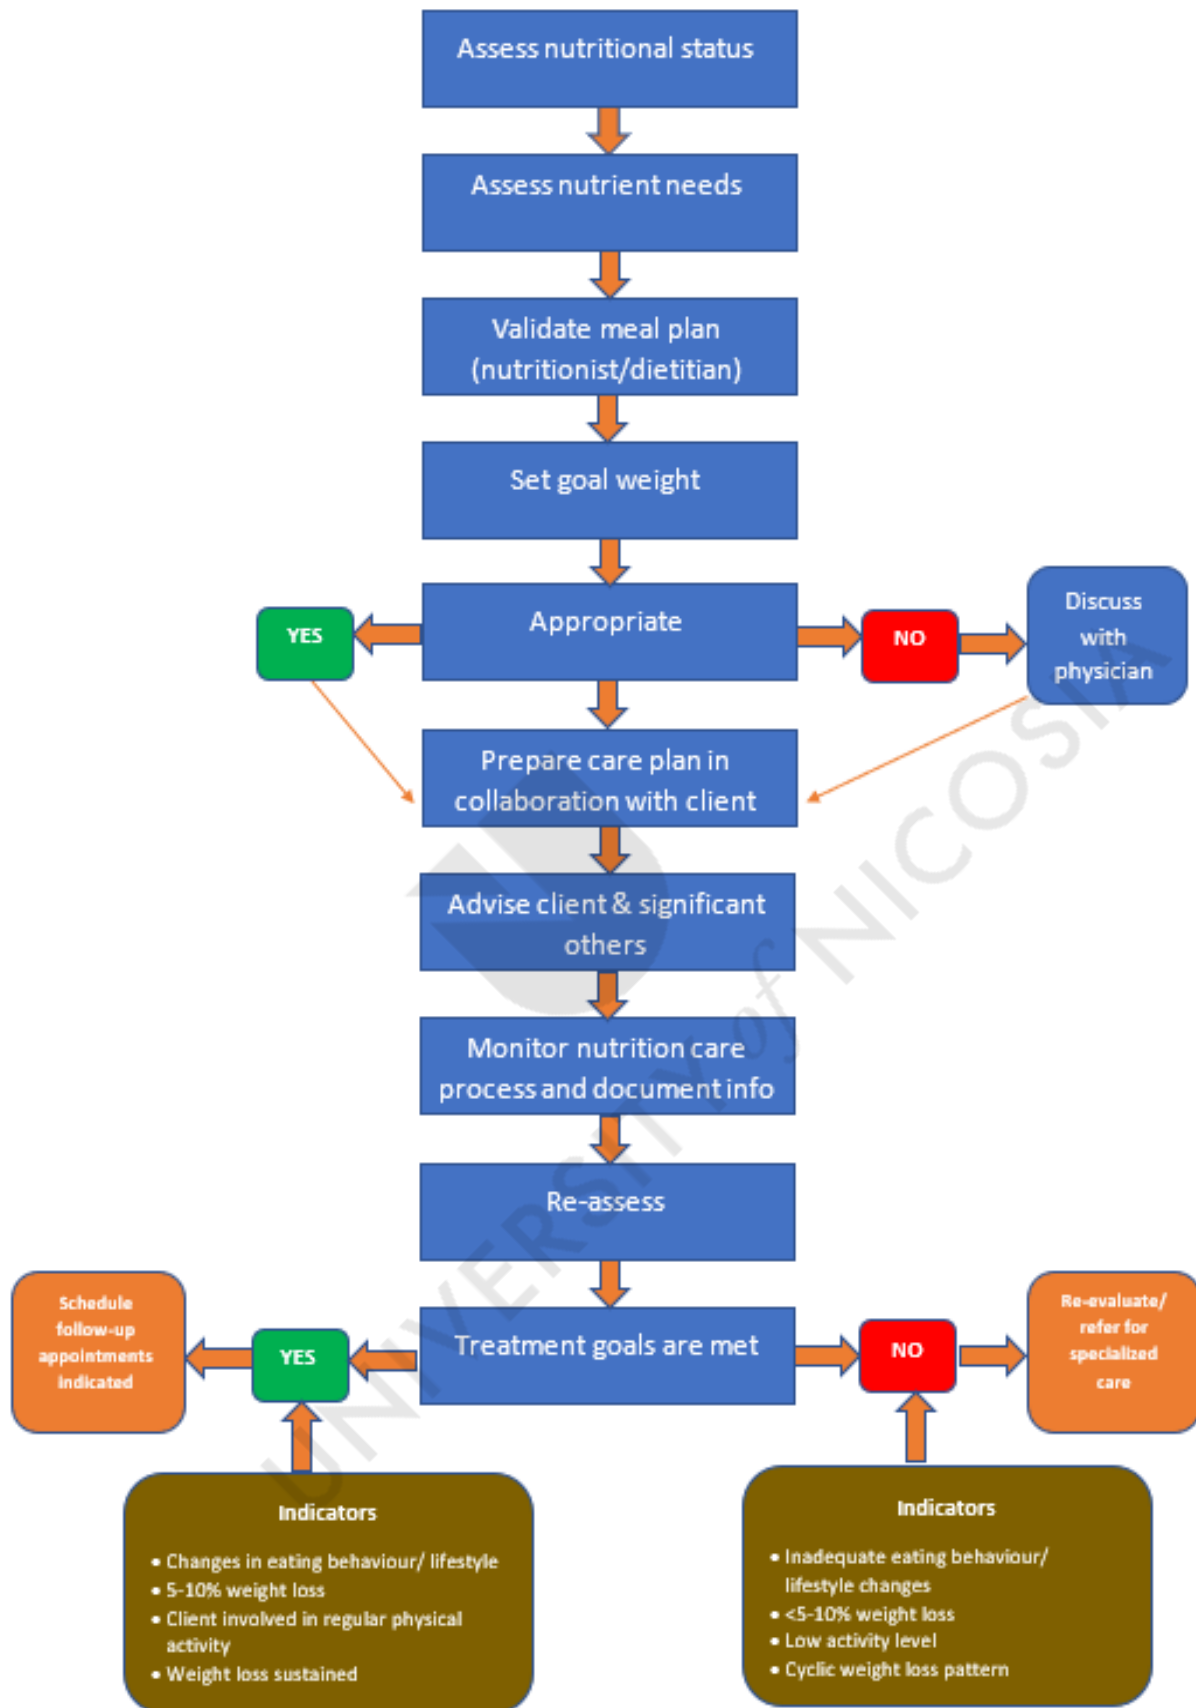 Assess nutritional status
Assess nutrient needs
Validate meal plan
(nutritionist/dietitian)
Set goal weight
YES
Appropriate
NO
Discuss
with
physician
Prepare care plan in
collaboration with client
Advise client & significant
others
Monitor nutrition care
process and document info
Re-assess
Schedule
follow-up
appointments
indicated
YES
Treatment goals are met
NO
Re-evaluate/
refer for
specialized
care
Indicators
• Changes in eating behaviour/ lifestyle
• 5-10% weight loss
• Client involved in regular physical
activity
• Weight loss sustained
Indicators
• Inadequate eating behaviour/
lifestyle changes
• <5-10% weight loss
• Low activity level
• Cyclic weight loss pattern
UNIVERSITY of NICOSIA